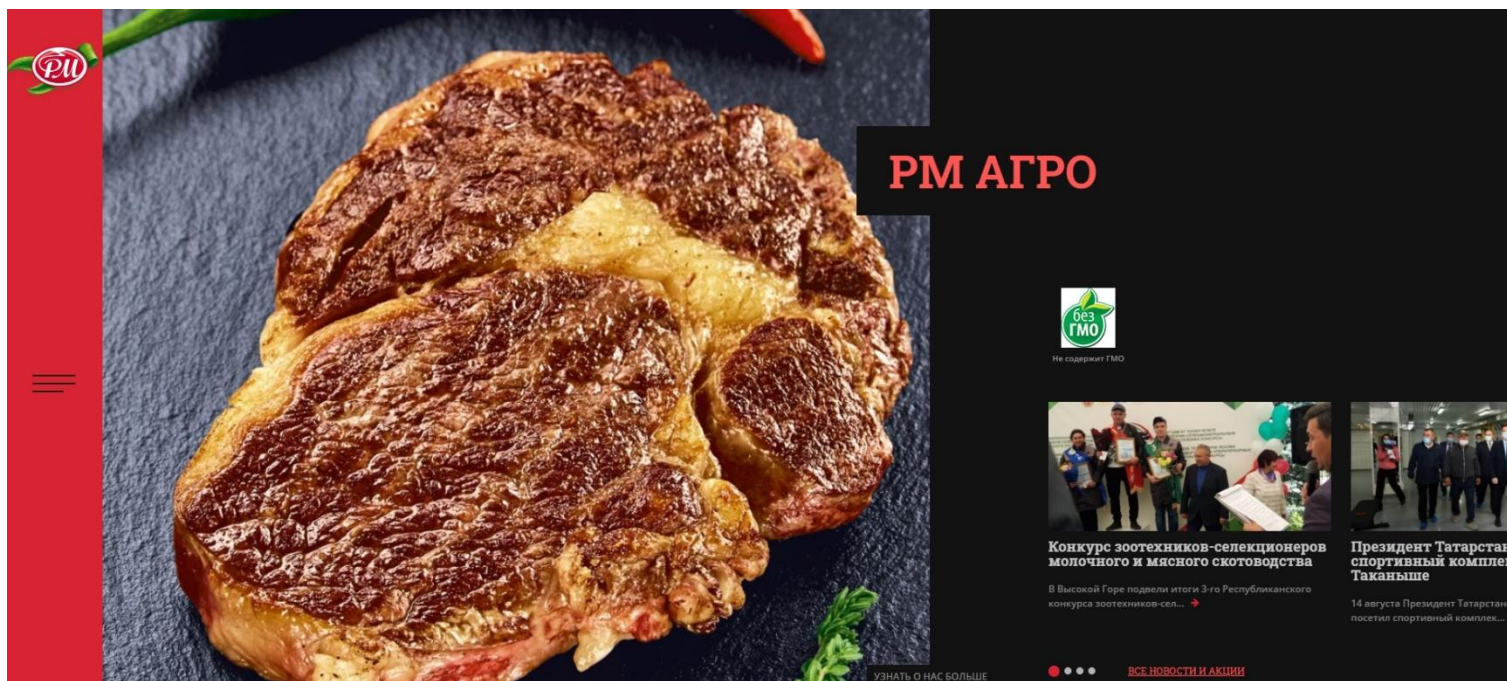 РМ
РМ АГРО
без
ГМО
Не содержит ГМО
Конкурс зоотехников-селекционеров
молочного и мясного скотоводства
В Высокой Горе подвели итоги 3-го Республиканского
конкурса зоотехников-сел...
Президент Татарстан
спортивный комплек
Таканыше
14 августа Президент Татарстан
посетил спортивный комплек...
УЗНАТЬ О НАС БОЛЬШЕ
ВСЕ НОВОСТИ И АКЦИИ